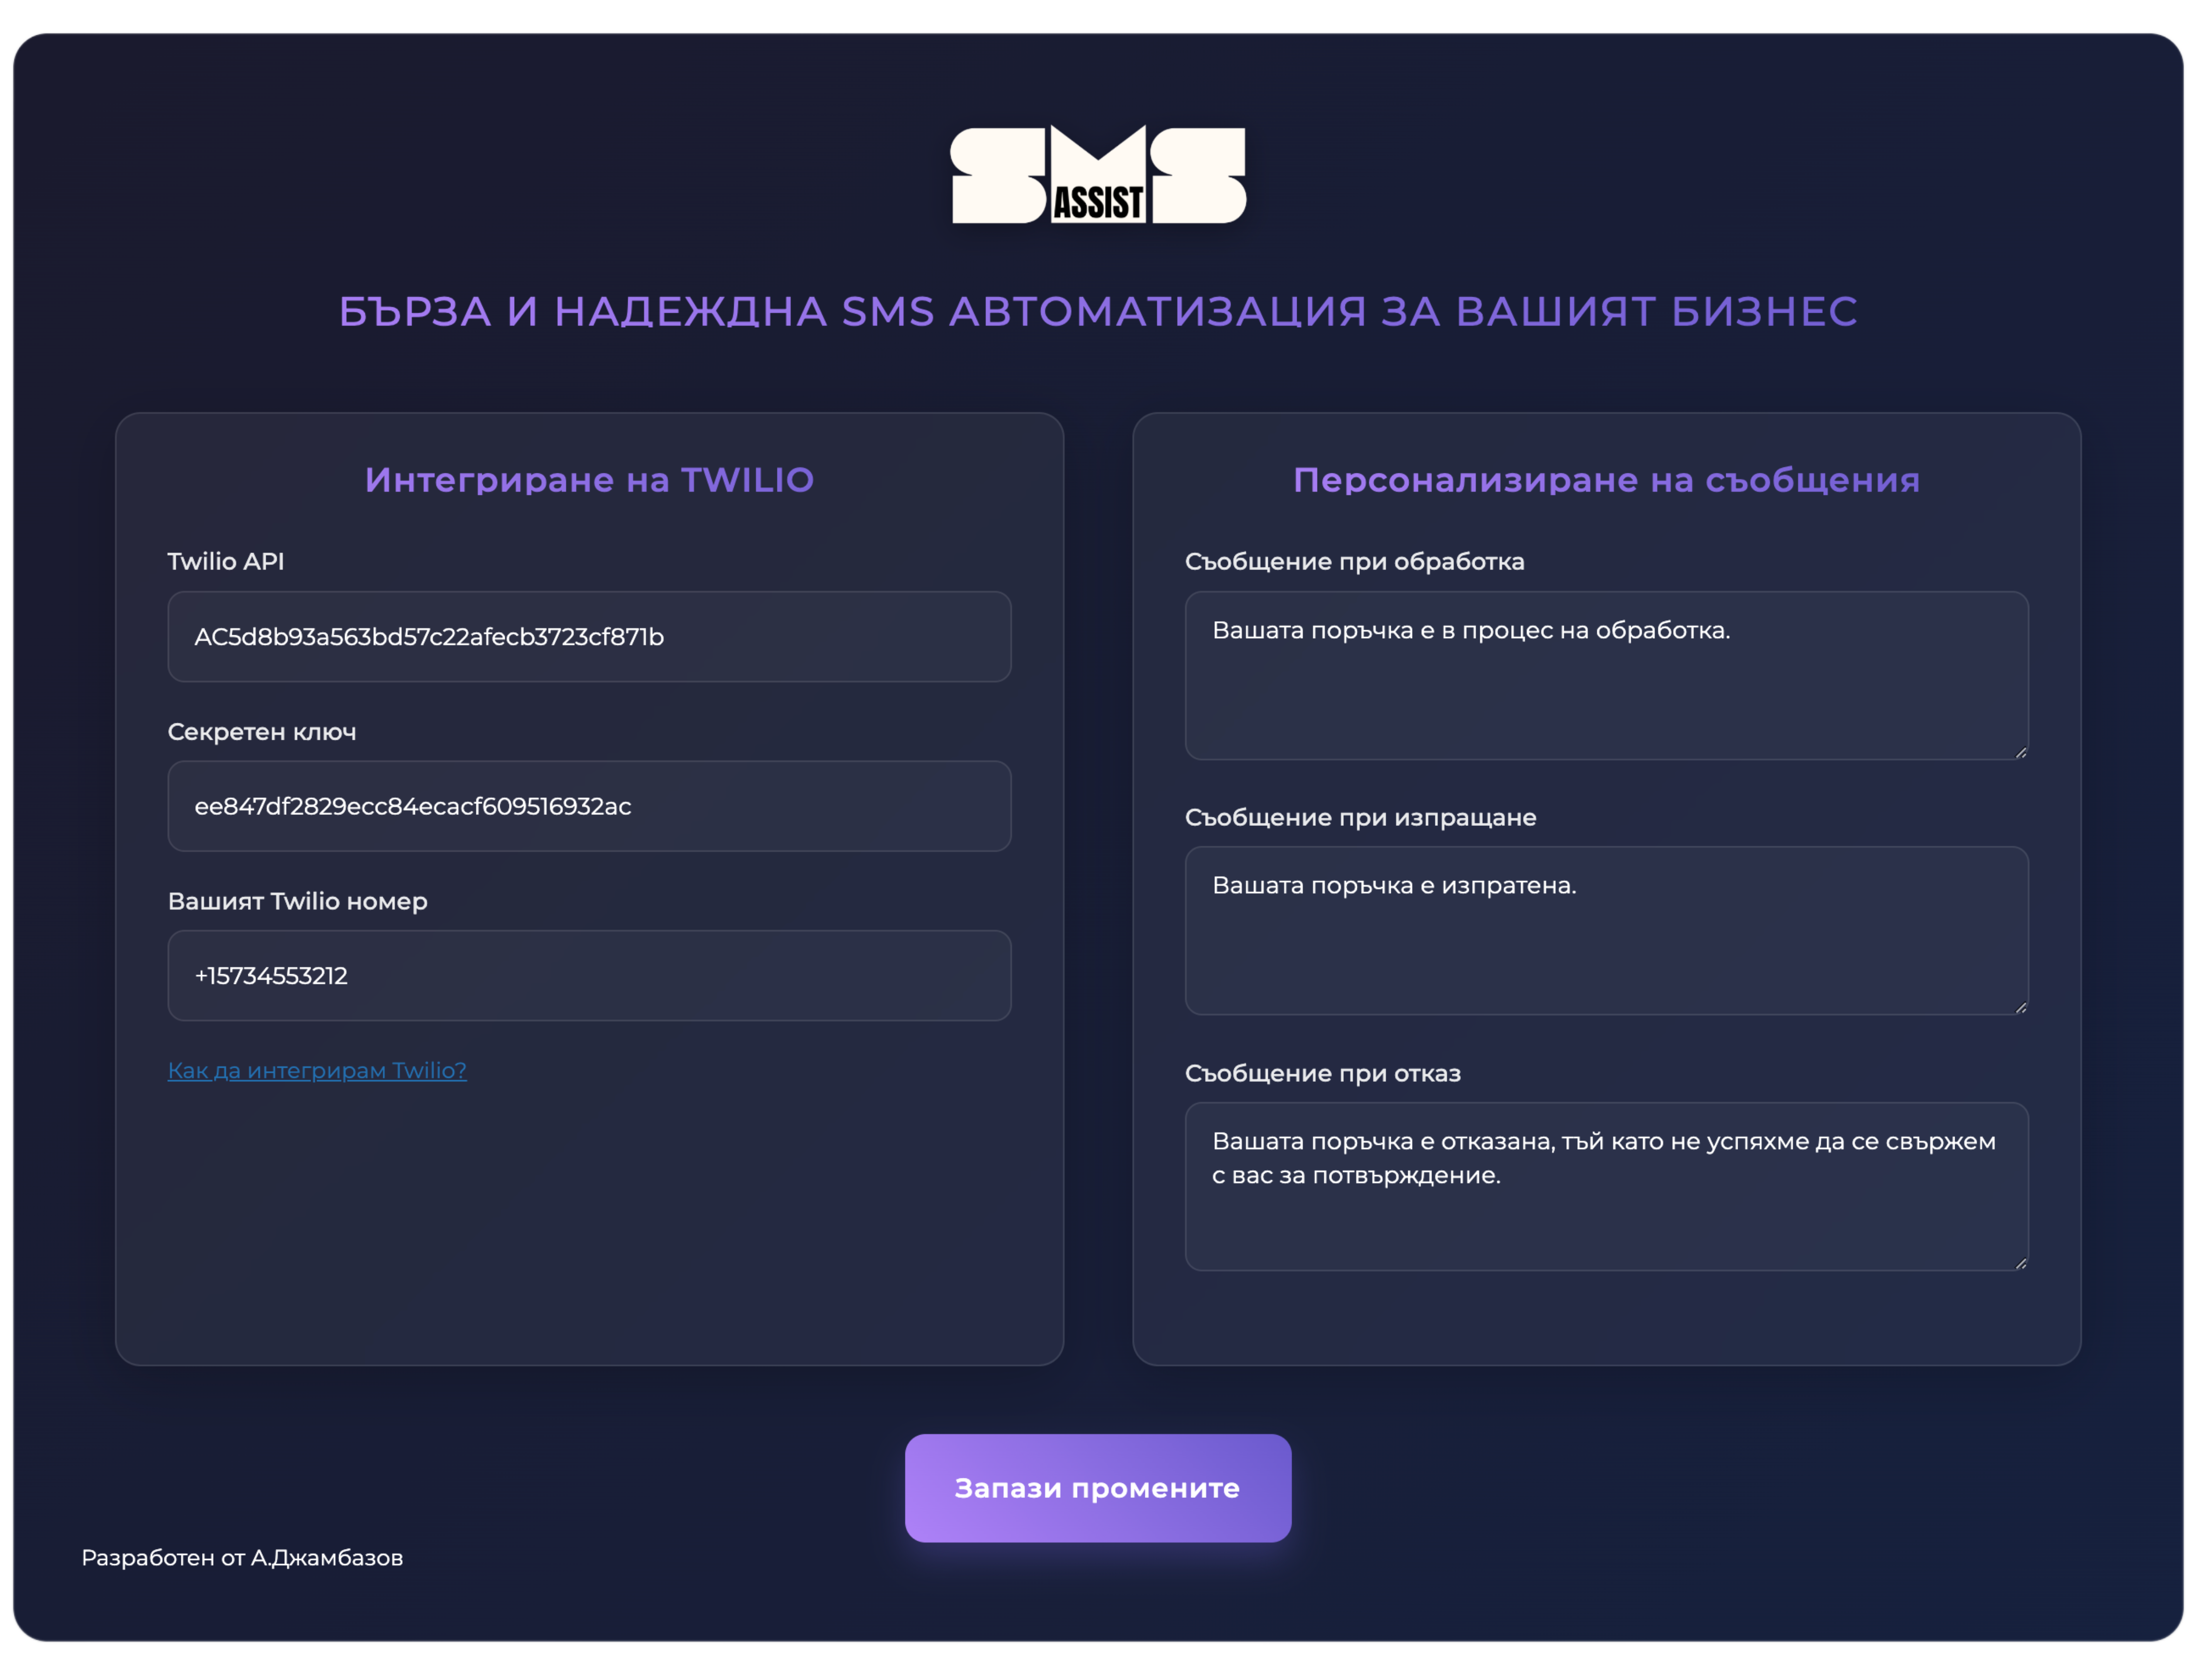 SMS
ASSIST
БЪРЗА И НАДЕЖДНА SMS АВТОМАТИЗАЦИЯ ЗА ВАШИЯТ БИЗНЕС
Интегриране на TWILIO
Twilio API
AC5d8b93a563bd57c22afecb3723cf871b
Секретен ключ
ee847df2829ecc84ecacf609516932ac
Вашият Twilio номер
+15734553212
Как да интегрирам Twilio?
Персонализиране на съобщения
Съобщение при обработка
Вашата поръчка е в процес на обработка.
Съобщение при изпращане
Вашата поръчка е изпратена.
Съобщение при отказ
Вашата поръчка е отказана, тъй като не успяхме да се свържем
с вас за потвърждение.
Запази промените
Разработен от А.Джамбазов